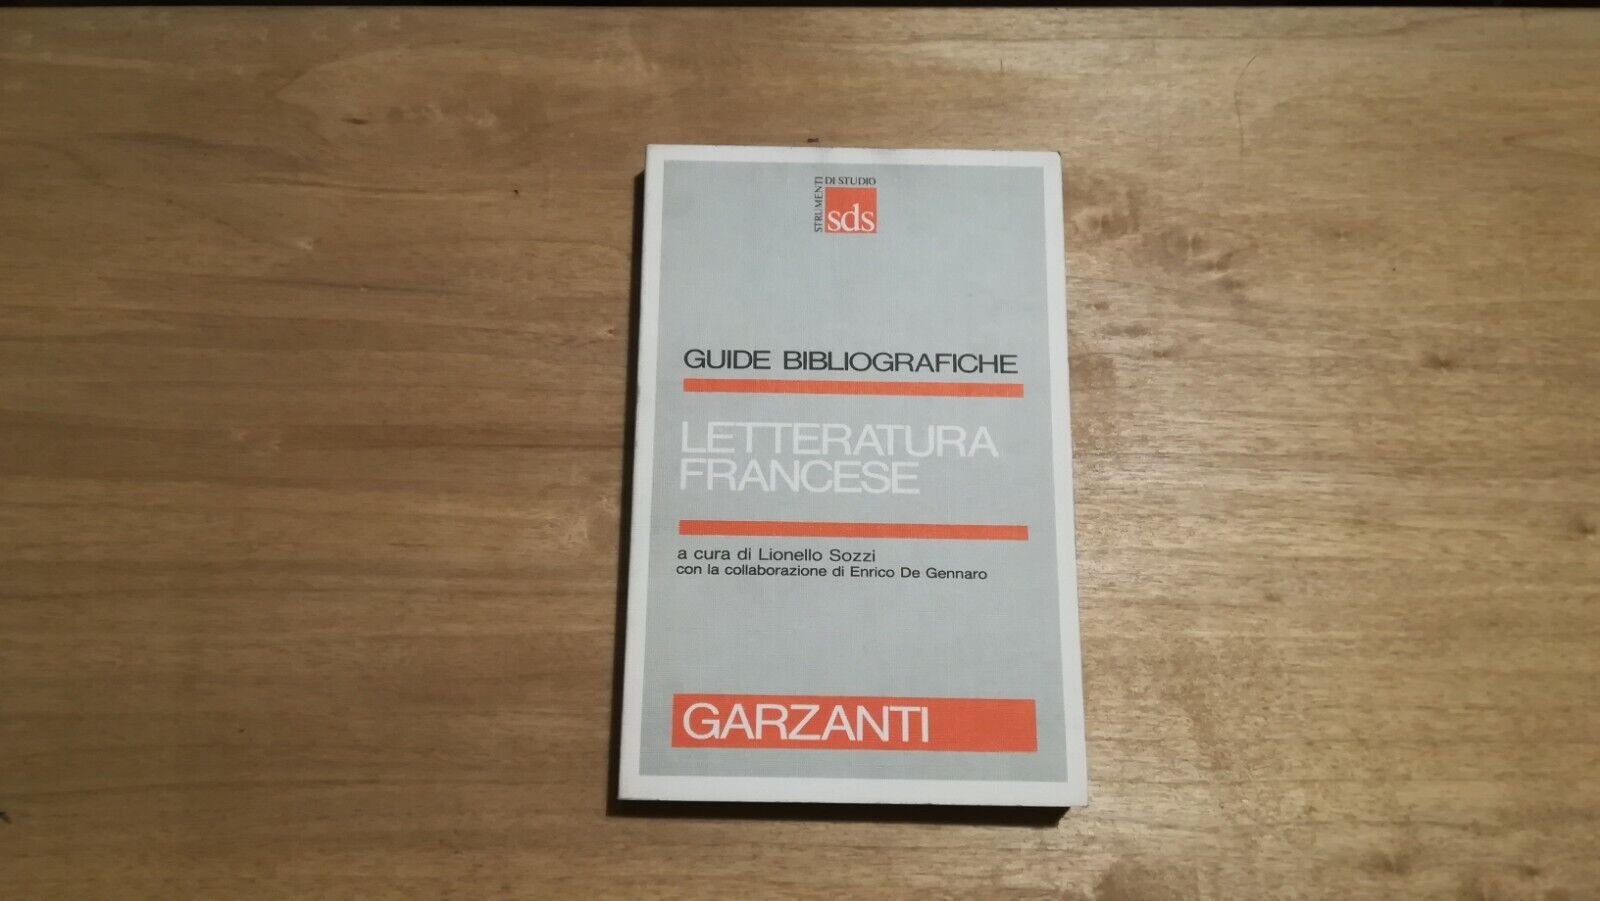 STRUMENTI
DI STUDIO
sds
GUIDE BIBLIOGRAFICHE
LETTERATURA
FRANCESE
a cura di Lionello Sozzi
con la collaborazione di Enrico De Gennaro
GARZANTI